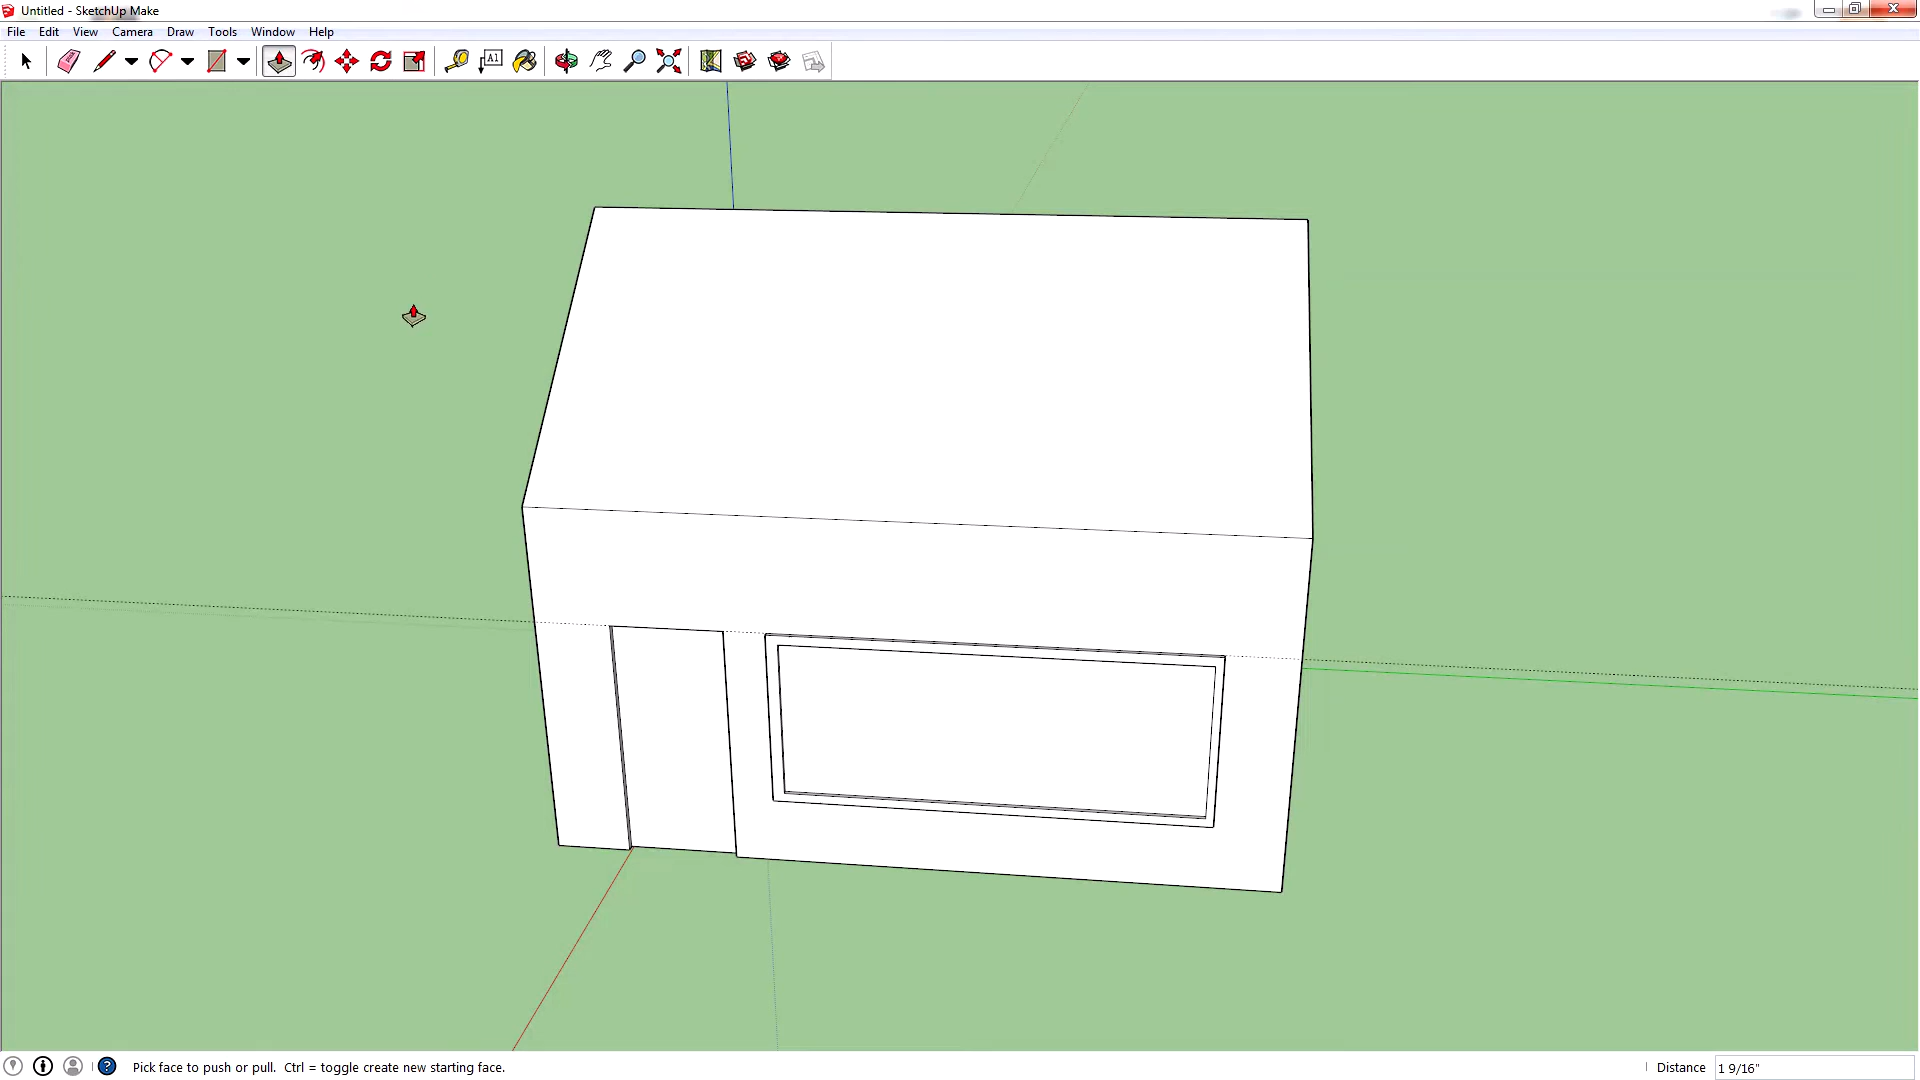 Untitled - SketchUp Make
File Edit View Camera Draw Tools Window Help
A1
Pick face to push or pull. Ctrl = toggle create new starting face.
Distance 1 9/16"